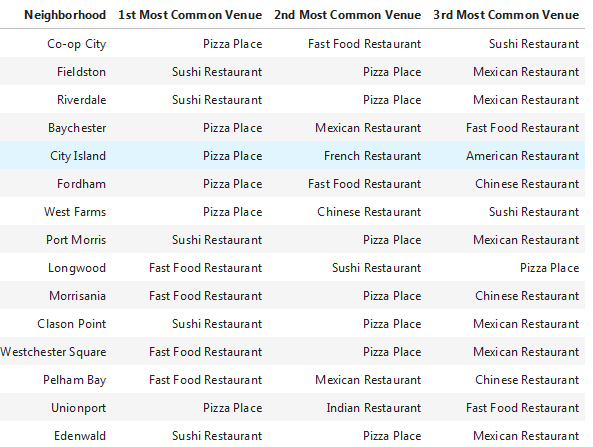 Neighborhood 1st Most Common Venue 2nd Most Common Venue 3rd Most Common Venue
Co-op City Pizza Place Fast Food Restaurant Sushi Restaurant
Fieldston Sushi Restaurant Pizza Place Mexican Restaurant
Riverdale Sushi Restaurant Pizza Place Mexican Restaurant
Baychester Pizza Place Mexican Restaurant Fast Food Restaurant
City Island Pizza Place French Restaurant American Restaurant
Fordham Pizza Place Fast Food Restaurant Chinese Restaurant
West Farms Pizza Place Chinese Restaurant Sushi Restaurant
Port Morris Sushi Restaurant Pizza Place Mexican Restaurant
Longwood Fast Food Restaurant Sushi Restaurant Pizza Place
Morrisania Fast Food Restaurant Pizza Place Chinese Restaurant
Clason Point Sushi Restaurant Pizza Place Mexican Restaurant
Westchester Square Fast Food Restaurant Pizza Place Mexican Restaurant
Pelham Bay Fast Food Restaurant Mexican Restaurant Chinese Restaurant
Unionport Pizza Place Indian Restaurant Fast Food Restaurant
Edenwald Sushi Restaurant Pizza Place Mexican Restaurant